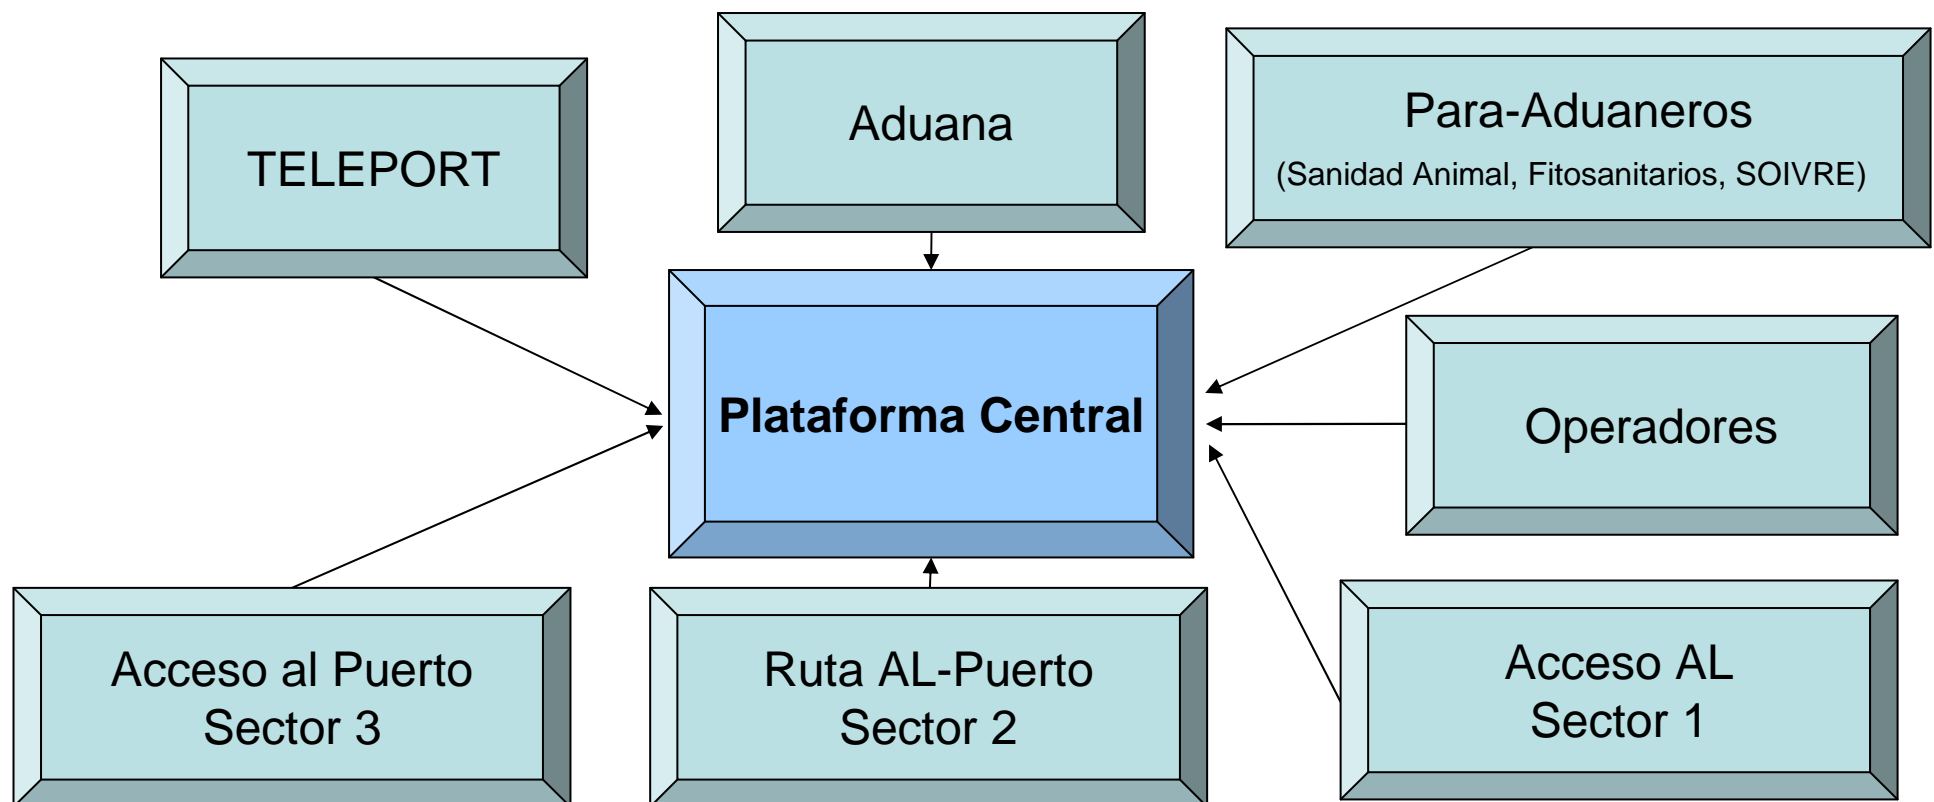 TELEPORT
Aduana
Para-Aduaneros
(Sanidad Animal, Fitosanitarios, SOIVRE)
Plataforma Central
Operadores
Acceso al Puerto
Sector 3
Ruta AL-Puerto
Sector 2
Acceso AL
Sector 1